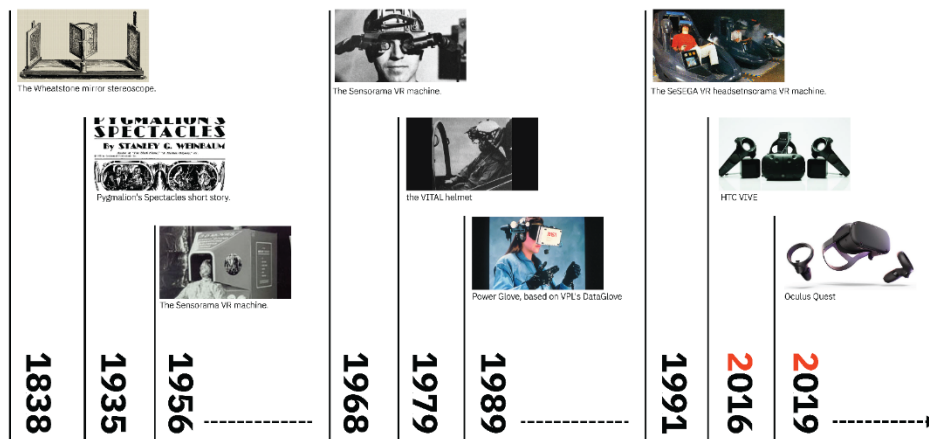 The Wheatstone mirror stereoscope.
PYGMALION'S
SPECTACLES
By STANLEY G. WEINBAUM
Pygmalion's Spectacles short story.
The Sensorama VR machine.
1838
1935
1956
The Sensorama VR machine.
the VITAL helmet
Power Glove, based on VPL's DataGlove
1968
1979
1989
The SeSEGA VR headsetnscrama VR machine.
HTC VIVE
Oculus Quest
1991
2016
2019